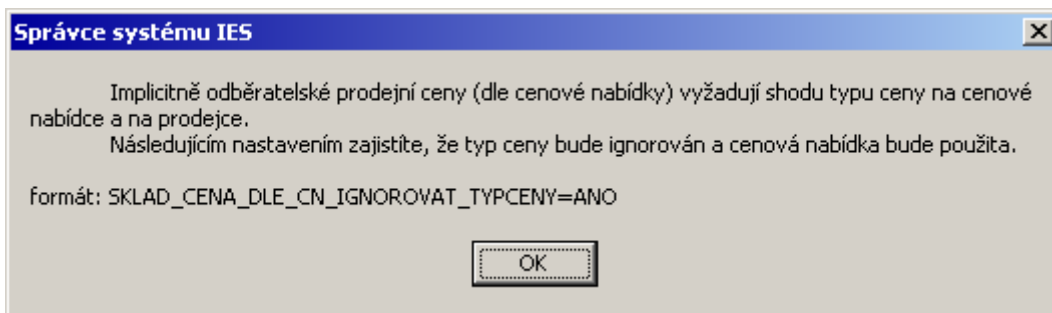 Správce systému IES
Implicitně odběratelské prodejní ceny (dle cenové nabídky) vyžadují shodu typu ceny na cenové
nabídce a na prodejce.
Následujícím nastavením zajistíte, že typ ceny bude ignorován a cenová nabídka bude použita.
formát: SKLAD_CENA_DLE_CN_IGNOROVAT_TYPCENY=ANO
OK